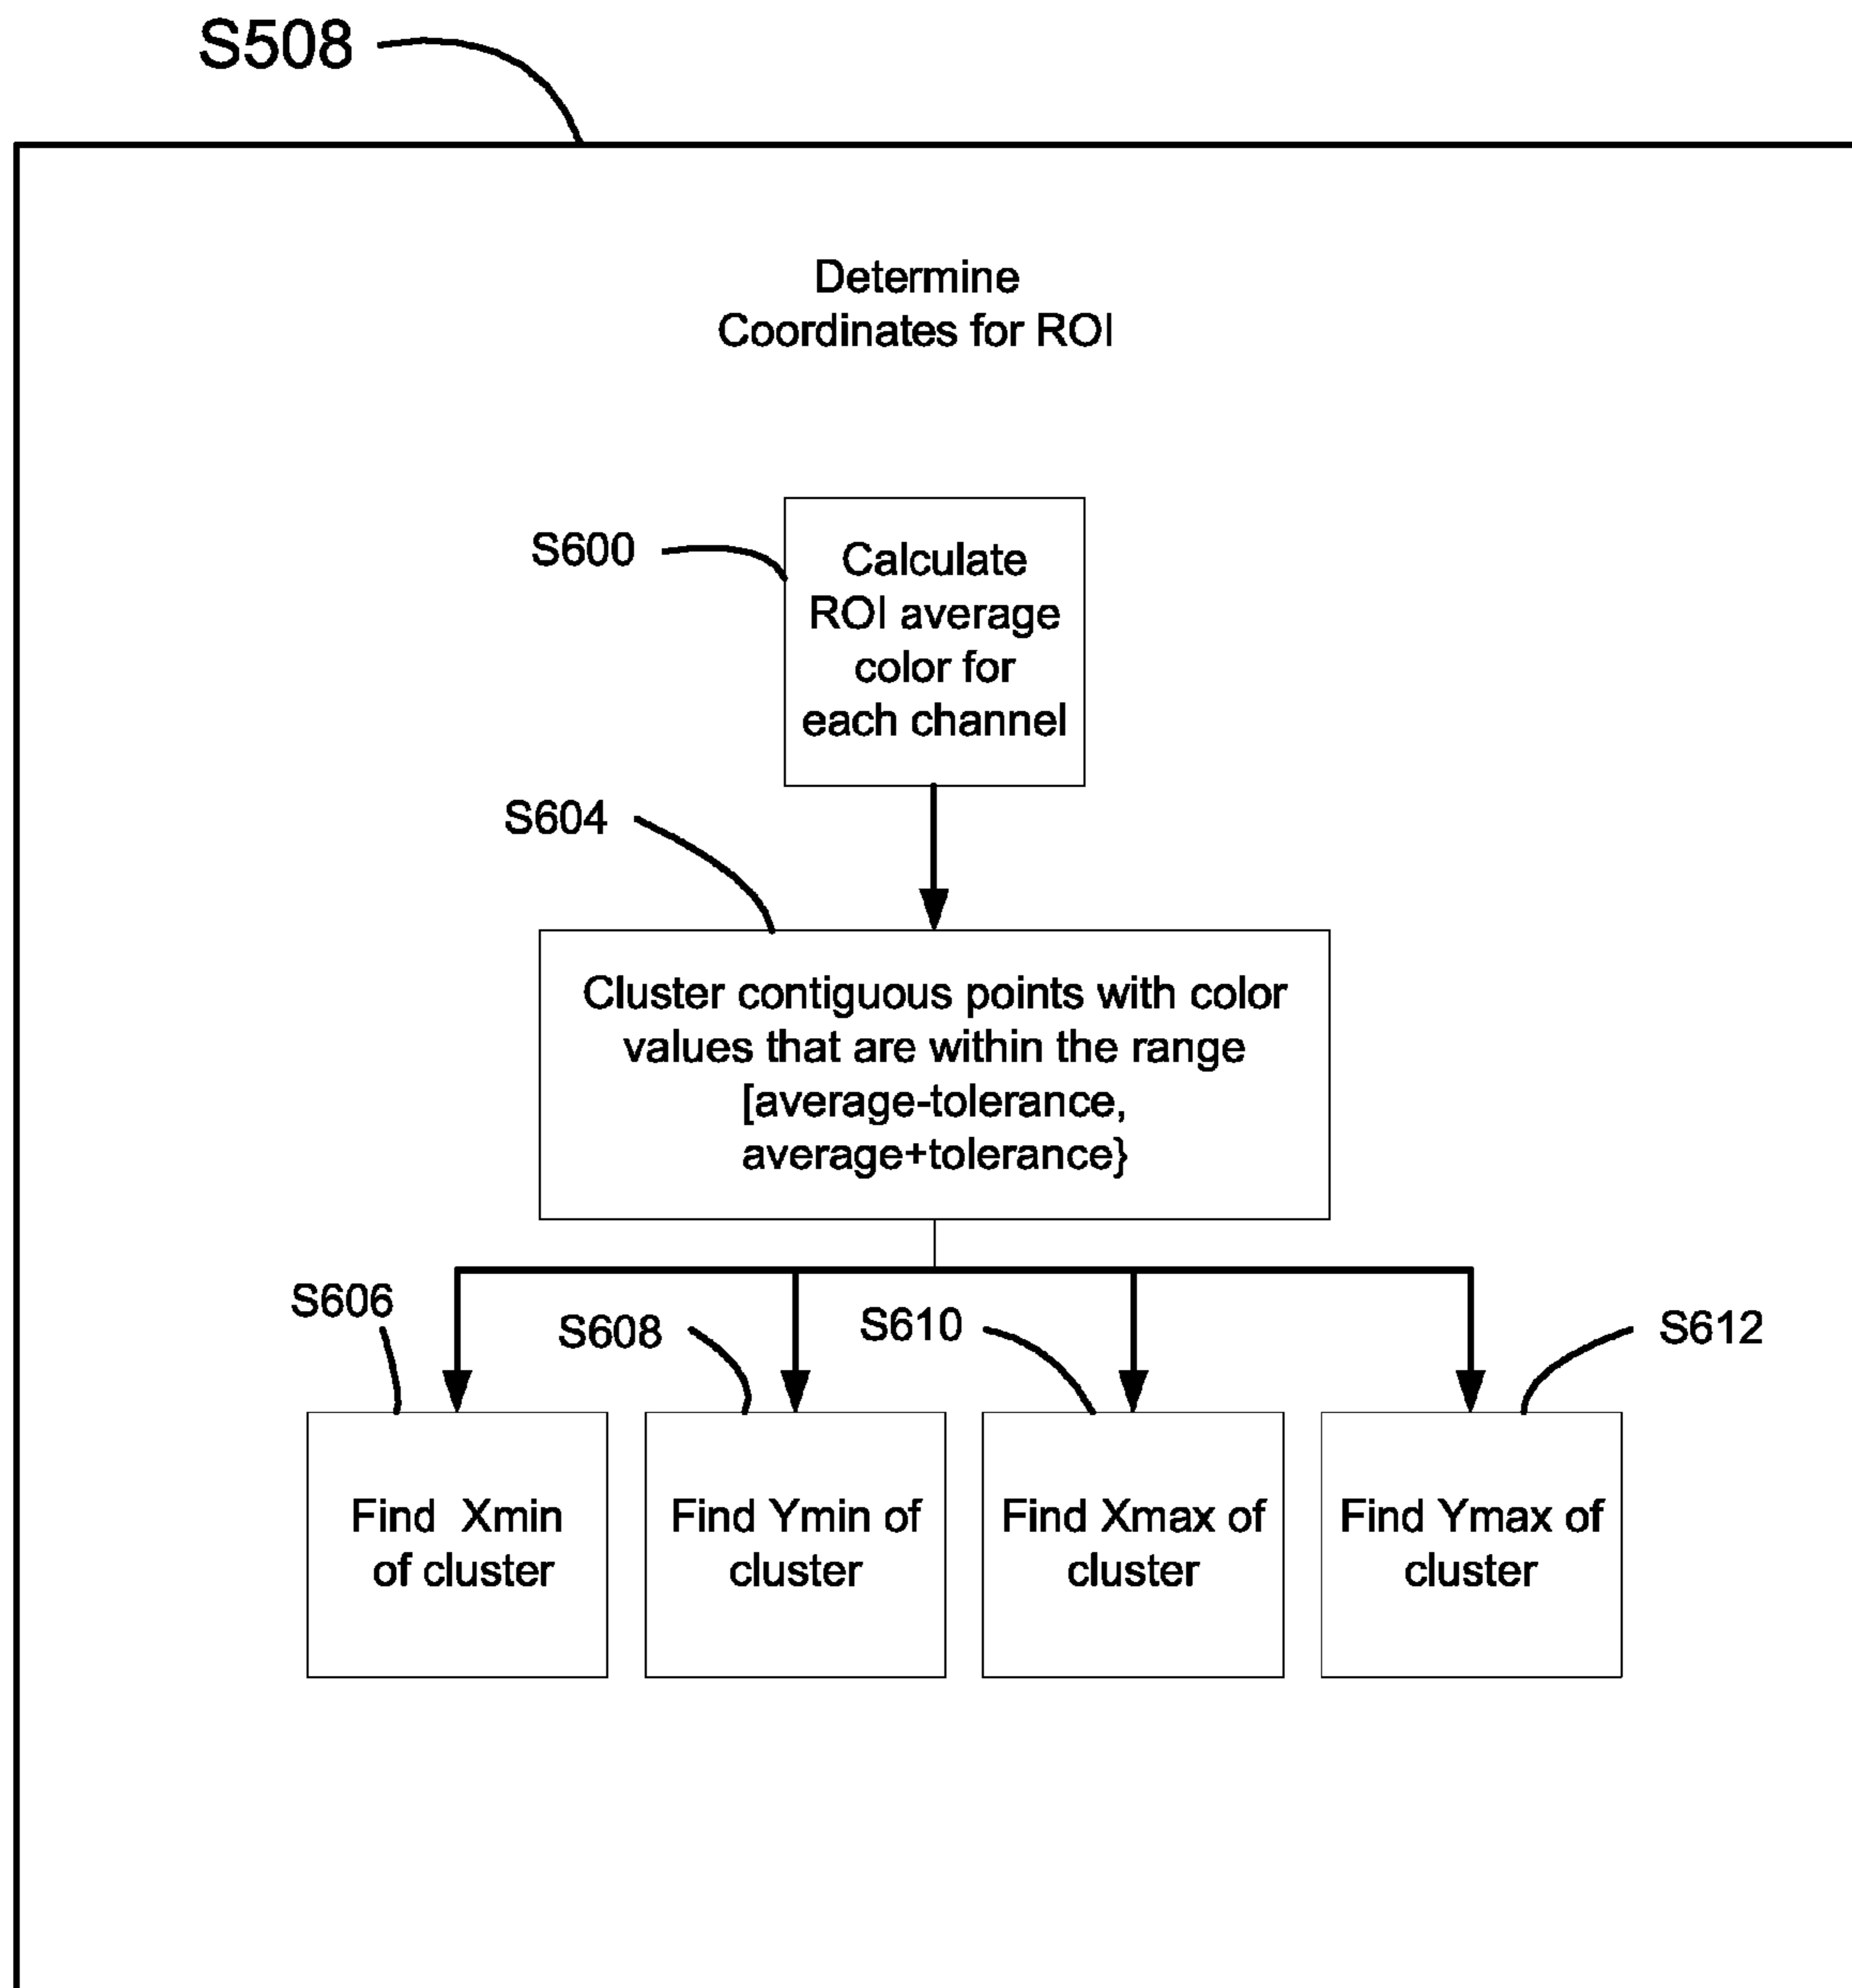 S508
Determine
Coordinates for ROI
S600
Calculate
ROI average
color for
each channel
S604
Cluster contiguous points with color
values that are within the range
[average-tolerance,
average+tolerance}
S606
S608
S610
S612
Find Xmin
of cluster
Find Ymin of
cluster
Find Xmax of
cluster
Find Ymax of
cluster